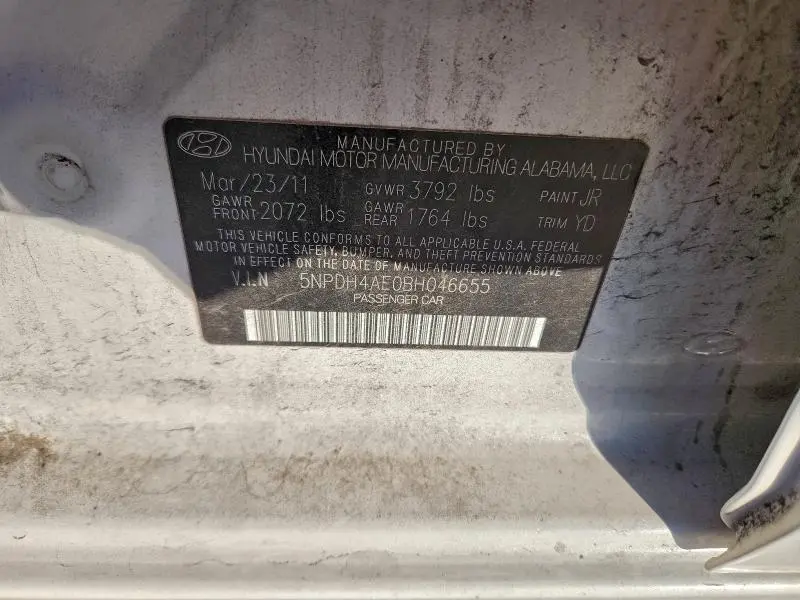 MANUFACTURED BY
HYUNDAI MOTOR MANUFACTURING ALABAMA, LLC
Mar/23/11 GVWR 3792 lbs PAINT JR
GAWR FRONT 2072 lbs GAWR REAR 1764 lbs TRIM YD
THIS VEHICLE CONFORMS TO ALL APPLICABLE U.S.A. FEDERAL
MOTOR VEHICLE SAFETY, BUMPER, AND THEFT PREVENTION STANDARDS
IN EFFECT ON THE DATE OF MANUFACTURE SHOWN ABOVE
V.I.N 5NPDH4AE0BH046655
PASSENGER CAR